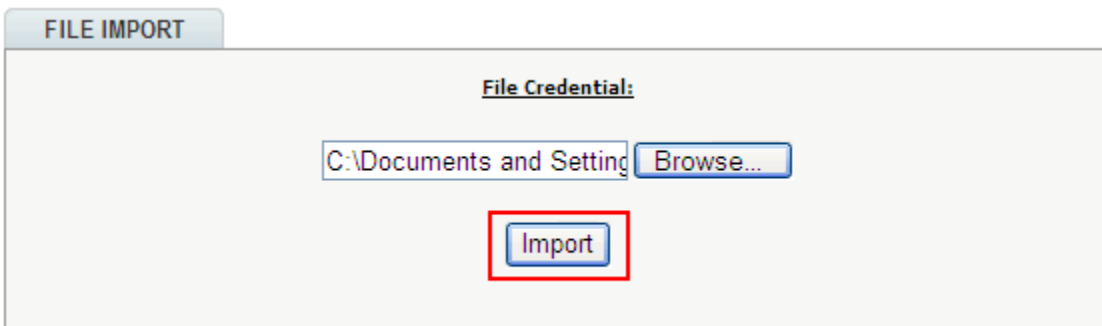 FILE IMPORT
File Credential:
C:\Documents and Setting Browse...
Import